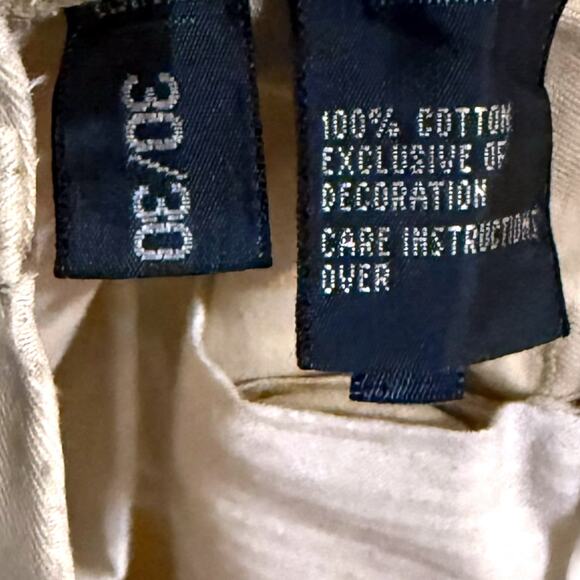 30/30
100% COTTON
EXCLUSIVE OF
DECORATION
CARE INSTRUCTIONS
OVER